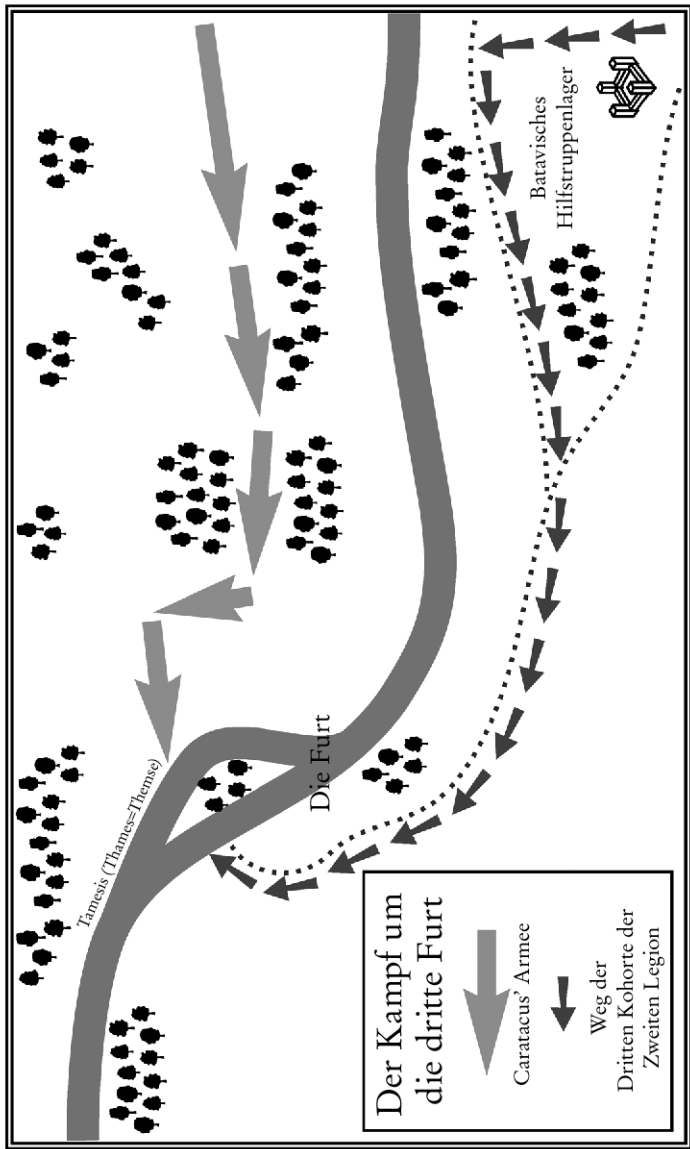 Tamesis (Thames=Themse)
Die Furt
Batavisches
Hilfstruppenlager
Der Kampf um
die dritte Furt
Caratacus’ Armee
Weg der
Dritten Kohorte der
Zweiten Legion